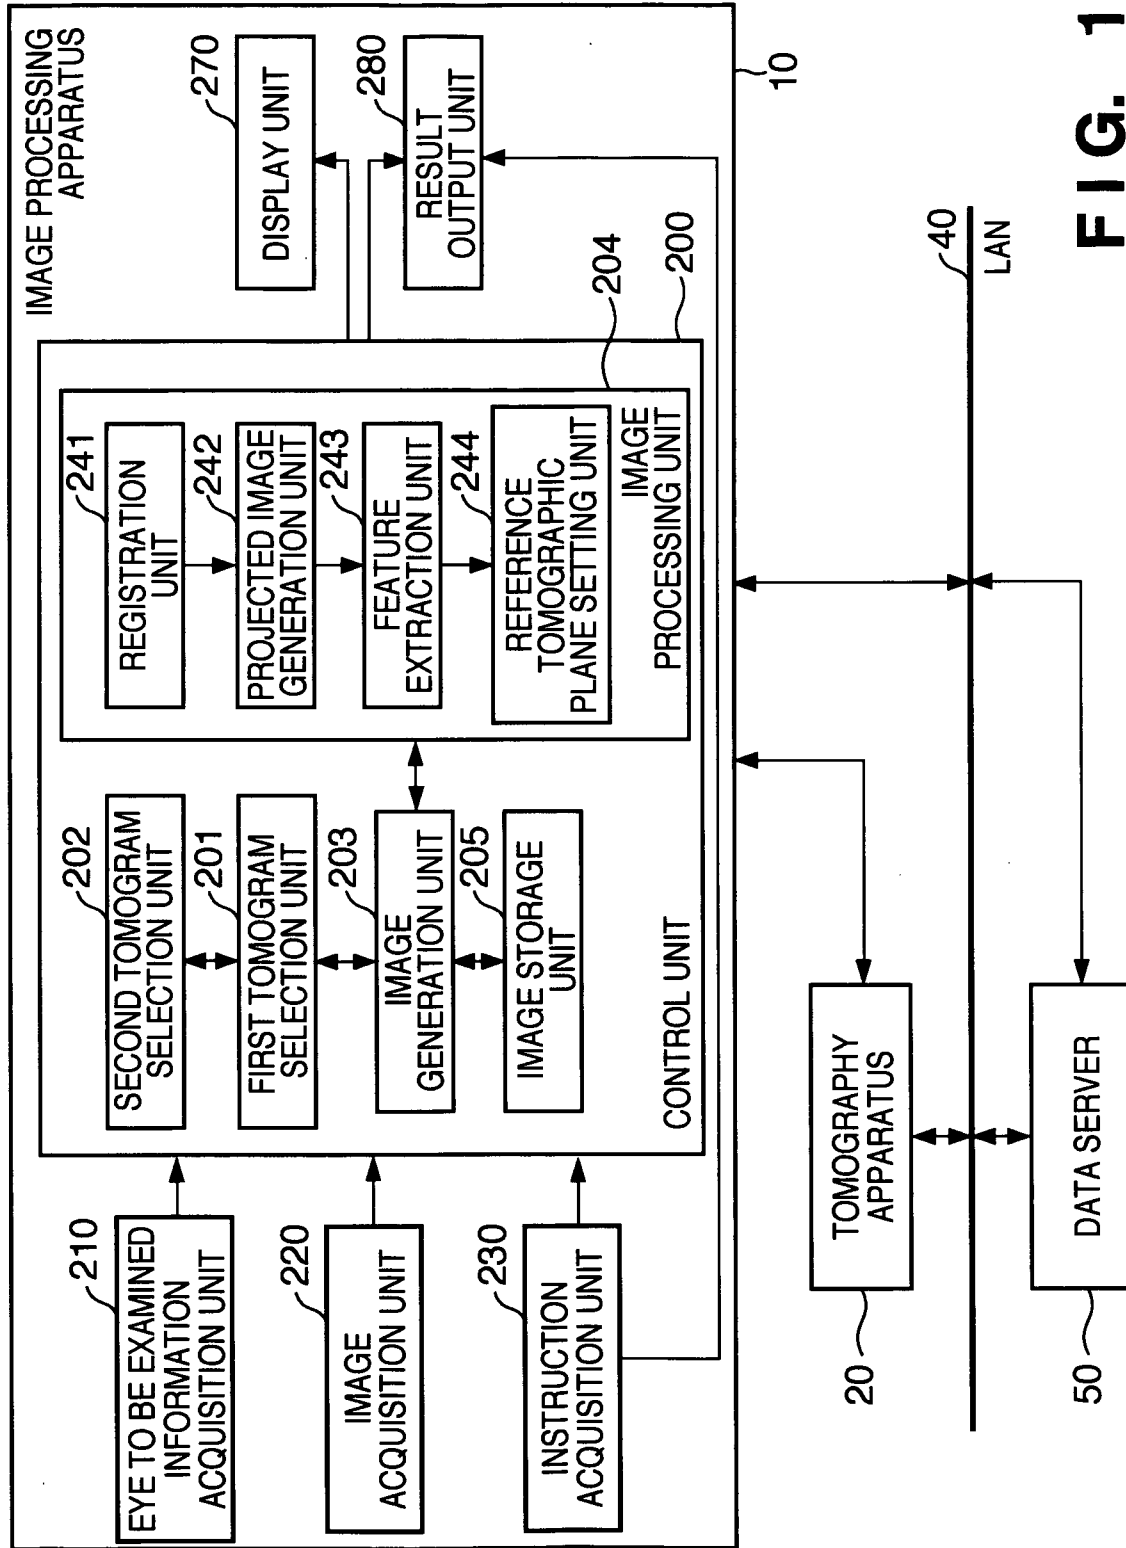 IMAGE PROCESSING
APPARATUS
210
EYE TO BE EXAMINED
INFORMATION
ACQUISITION UNIT
220
IMAGE
ACQUISITION UNIT
230
INSTRUCTION
ACQUISITION UNIT
202
SECOND TOMOGRAM
SELECTION UNIT
201
FIRST TOMOGRAM
SELECTION UNIT
203
IMAGE
GENERATION UNIT
205
IMAGE STORAGE
UNIT
CONTROL UNIT
241
REGISTRATION
UNIT
242
PROJECTED IMAGE
GENERATION UNIT
243
FEATURE
EXTRACTION UNIT
244
REFERENCE
TOMOGRAPHIC
PLANE SETTING UNIT
IMAGE
PROCESSING UNIT
204
200
270
DISPLAY UNIT
280
RESULT
OUTPUT UNIT
10
20
TOMOGRAPHY
APPARATUS
40
LAN
50
DATA SERVER
FIG. 1